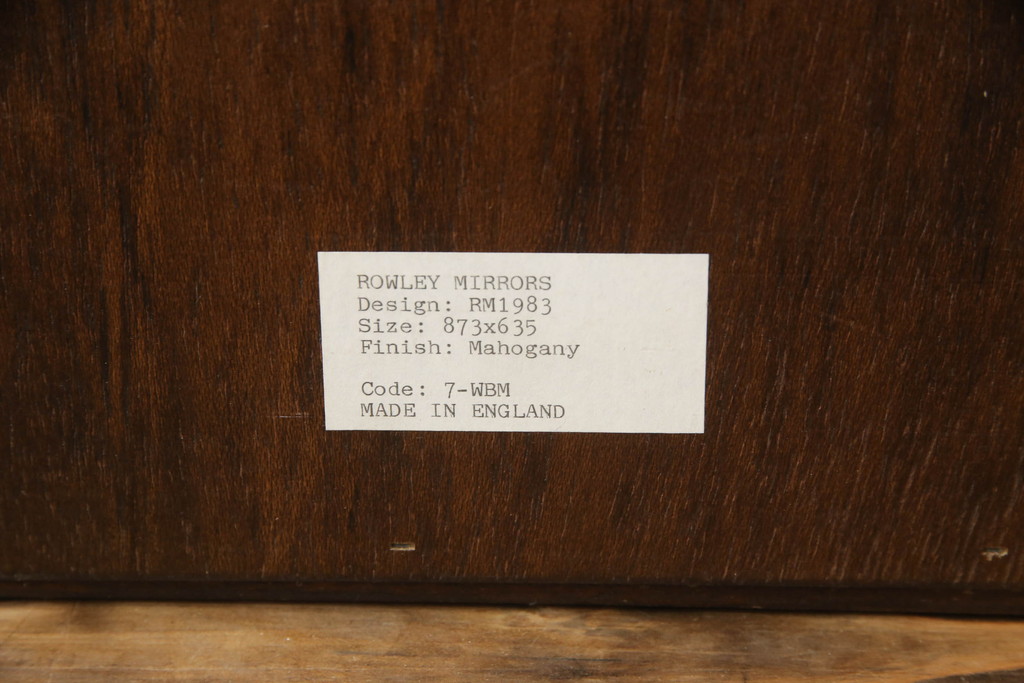 ROWLEY MIRRORS
Design: RM1983
Size: 873x635
Finish: Mahogany
Code: 7-WBM
MADE IN ENGLAND